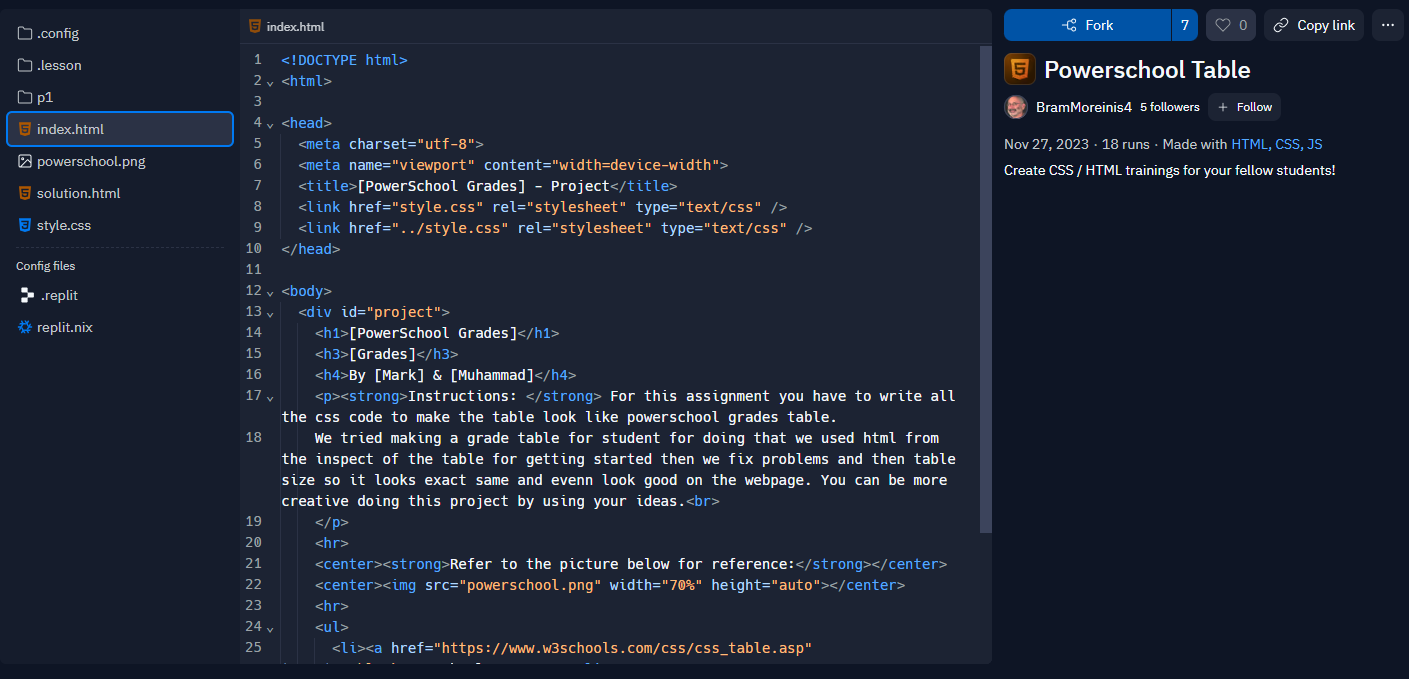 .config
.lesson
p1
index.html
powerschool.png
solution.html
style.css
Config files
.replit
replit.nix
index.html
1 <!DOCTYPE html>
2 <html>
3
4 <head>
5 <meta charset="utf-8">
6 <meta name="viewport" content="width=device-width">
7 <title>[PowerSchool Grades] - Project</title>
8 <link href="style.css" rel="stylesheet" type="text/css" />
9 <link href="../style.css" rel="stylesheet" type="text/css" />
10 </head>
11
12 <body>
13 <div id="project">
14 <h1>[PowerSchool Grades]</h1>
15 <h3>[Grades]</h3>
16 <h4>By [Mark] & [Muhammad]</h4>
17 <p><strong>Instructions: </strong> For this assignment you have to write all
the css code to make the table look like powerschool grades table.
18 We tried making a grade table for student for doing that we used html from
the inspect of the table for getting started then we fix problems and then table
size so it looks exact same and evenn look good on the webpage. You can be more
creative doing this project by using your ideas.<br>
19 </p>
20 <hr>
21 <center><strong>Refer to the picture below for reference:</strong></center>
22 <center><img src="powerschool.png" width="70%" height="auto"></center>
23 <hr>
24 <ul>
25 <li><a href="https://www.w3schools.com/css/css_table.asp"
Fork 7
0
Copy link
Powerschool Table
BramMoreinis4 5 followers + Follow
Nov 27, 2023 · 18 runs · Made with HTML, CSS, JS
Create CSS / HTML trainings for your fellow students!